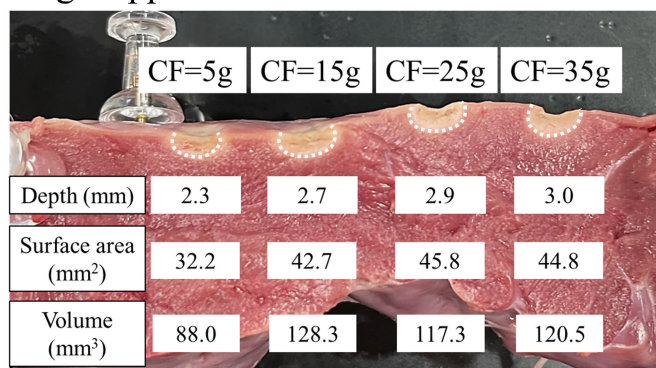 CF=5g CF=15g CF=25g CF=35g
Depth (mm) 2.3 2.7 2.9 3.0
Surface area
(mm²) 32.2 42.7 45.8 44.8
Volume
(mm³) 88.0 128.3 117.3 120.5